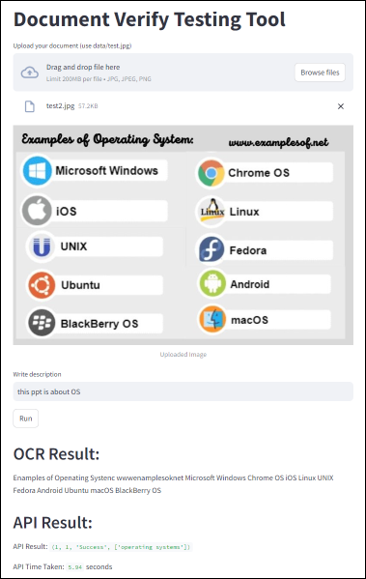 Document Verify Testing Tool
Upload your document (use data/test.jpg)
Drag and drop file here
Limit 200MB per file • JPG, JPEG, PNG
Browse files
test2.jpg 57.2KB
Examples of Operating System:
www.examplesof.net
Microsoft Windows
Chrome OS
iOS
Linux
Linux
UNIX
Fedora
Ubuntu
Android
BlackBerry OS
macOS
Uploaded Image
Write description
this ppt is about OS
Run
OCR Result:
Enamples of Operating Systenc wewenamplesoknet Microsoft Windows Chrome OS iOS Linux UNIX
Fedora Android Ubuntu macOS BlackBerry OS
API Result:
API Result: (1, 1, "Success", ['operating systems'])
API Time Taken: 5.94 seconds